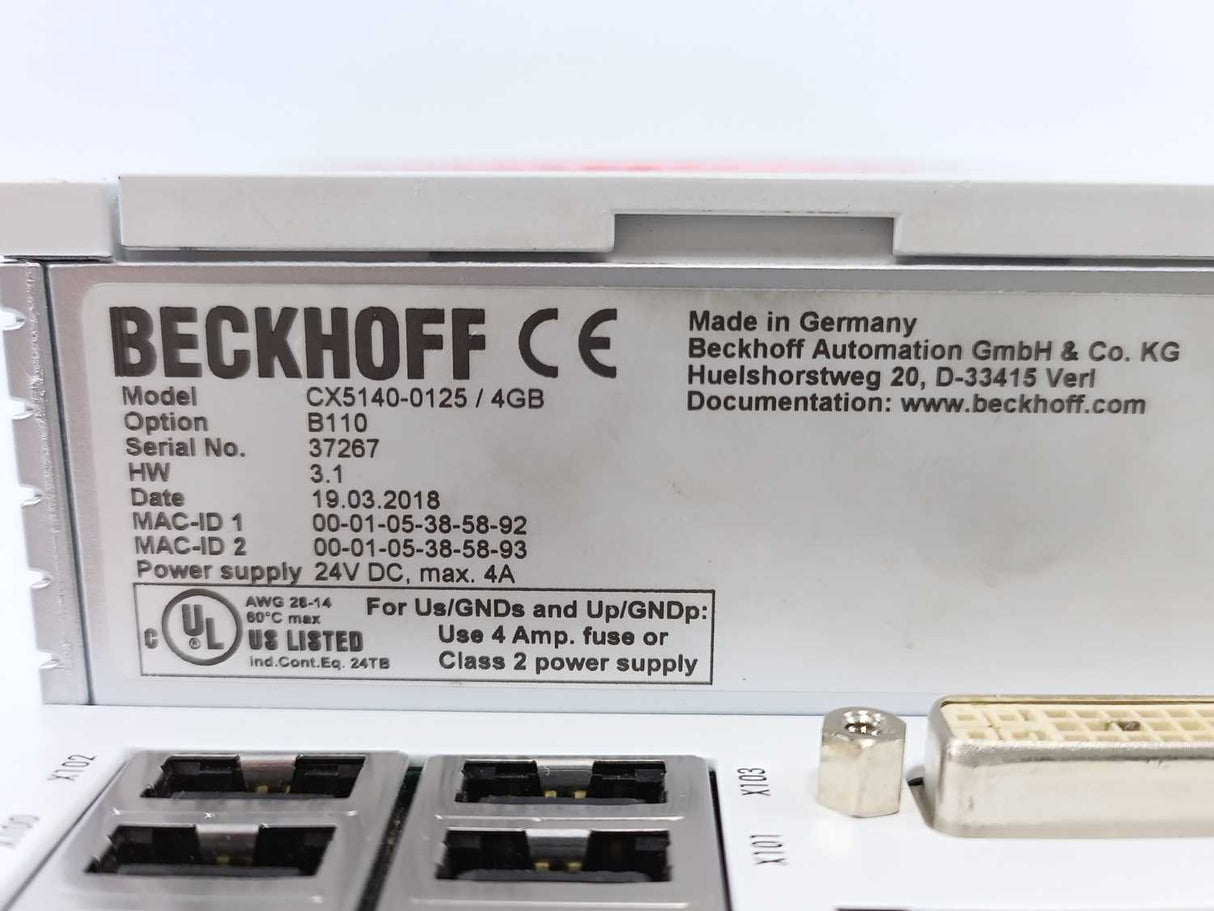 BECKHOFF CE
Model CX5140-0125 / 4GB
Option B110
Serial No. 37267
HW 3.1
Date 19.03.2018
MAC-ID 1 00-01-05-38-58-92
MAC-ID 2 00-01-05-38-58-93
Power supply 24V DC, max. 4A
Made in Germany
Beckhoff Automation GmbH & Co. KG
Huelshorstweg 20, D-33415 Verl
Documentation: www.beckhoff.com
C UL ®
AWG 28-14
60°C max
US LISTED
Ind.Cont.Eq. 24TB
For Us/GNDs and Up/GNDp:
Use 4 Amp. fuse or
Class 2 power supply
X102
X100
X103
X101